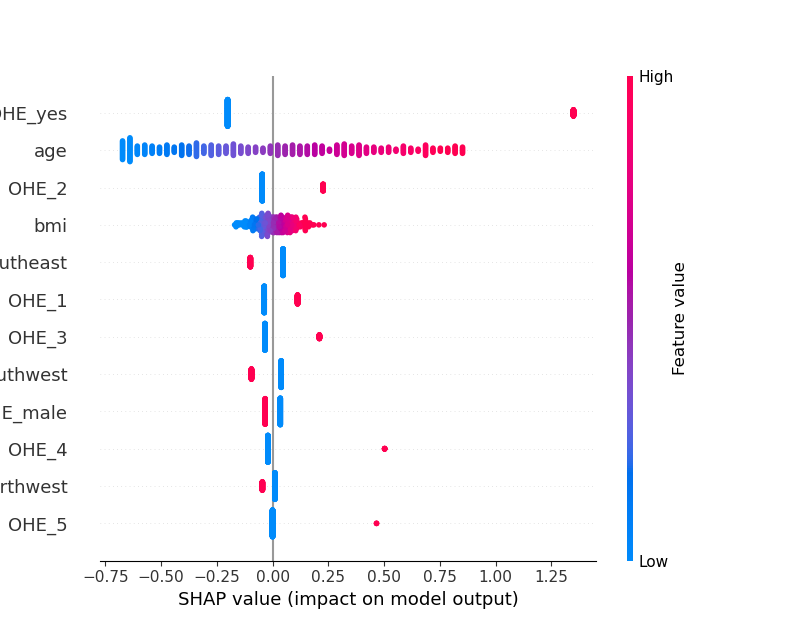 High
OHE_yes
age
OHE_2
bmi
utheast
OHE_1
OHE_3
uthwest
E_male
OHE_4
rthwest
OHE_5
Low
Feature value
−0.75 −0.50 −0.25 0.00 0.25 0.50 0.75 1.00 1.25
SHAP value (impact on model output)